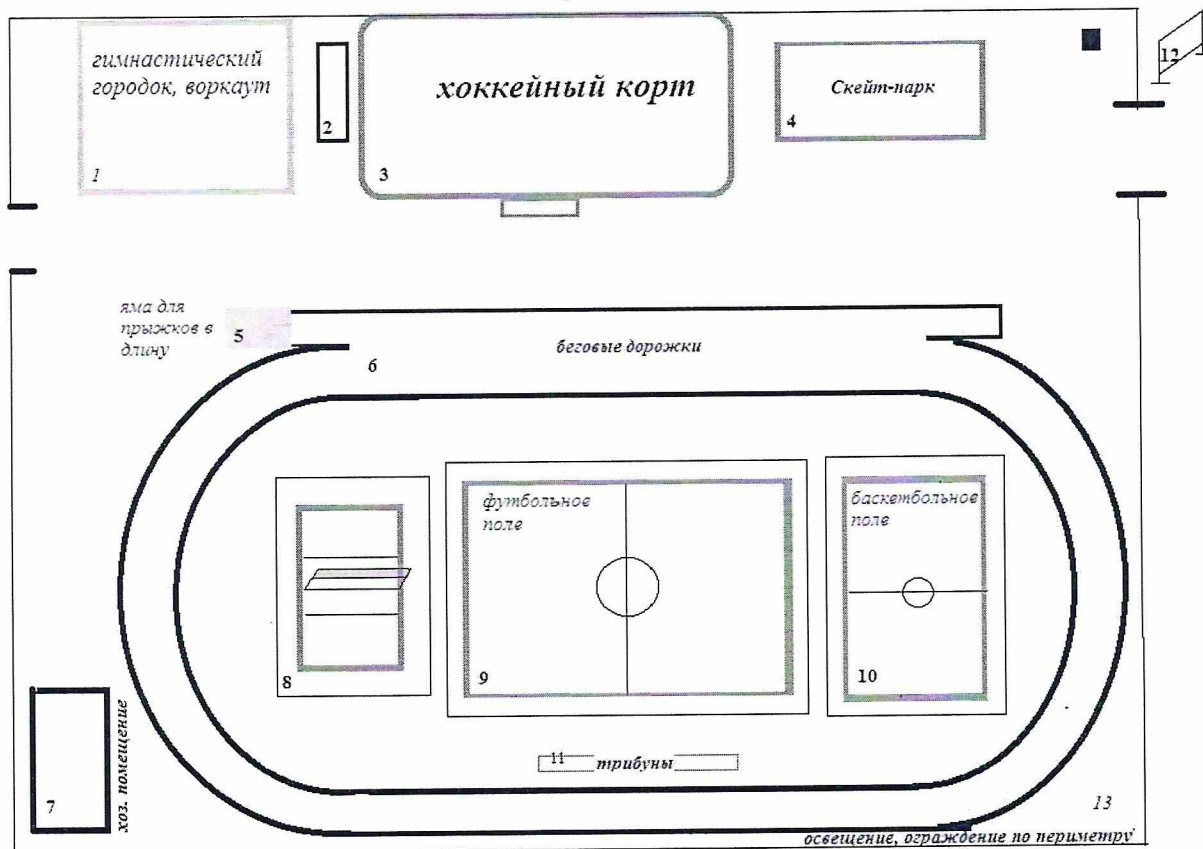 гимнастический
городок, воркаут
1
2
хоккейный корт
3
Скейт-парк
4
12
яма для
прыжков в
длину
5
беговые дорожки
6
8
футбольное
поле
9
баскетбольное
поле
10
11
трибуны
7
хоз. помещение
13
освещение, ограждение по периметру